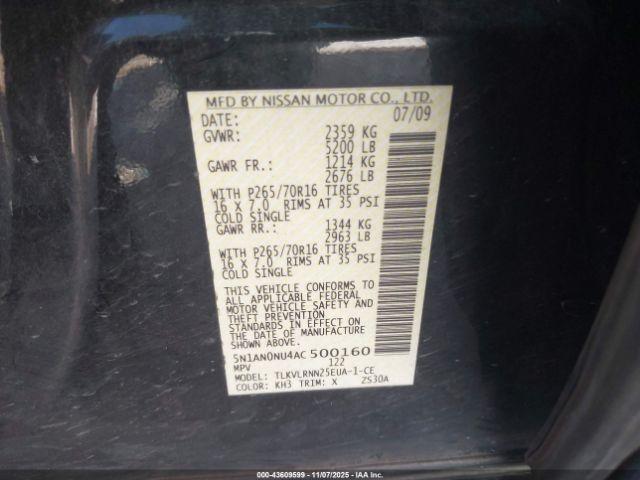 MFD BY NISSAN MOTOR CO., LTD.
DATE: 07/09
GVWR: 2359 KG
5200 LB
GAWR FR.: 1214 KG
2676 LB
WITH P265/70R16 TIRES
16 X 7.0 RIMS AT 35 PSI
COLD SINGLE
GAWR RR.: 1344 KG
2963 LB
WITH P265/70R16 TIRES
16 X 7.0 RIMS AT 35 PSI
COLD SINGLE
THIS VEHICLE CONFORMS TO
ALL APPLICABLE FEDERAL
MOTOR VEHICLE SAFETY AND
THEFT PREVENTION
STANDARDS IN EFFECT ON
THE DATE OF MANUFACTURE
SHOWN ABOVE.
5N1AN0NU4AC500160
MPV 122
MODEL: TLKVLRNN25EUA-1-CE
COLOR: KH3 TRIM: X ZS30A
00-43609599 | 11/07/2025 - IAA Inc.